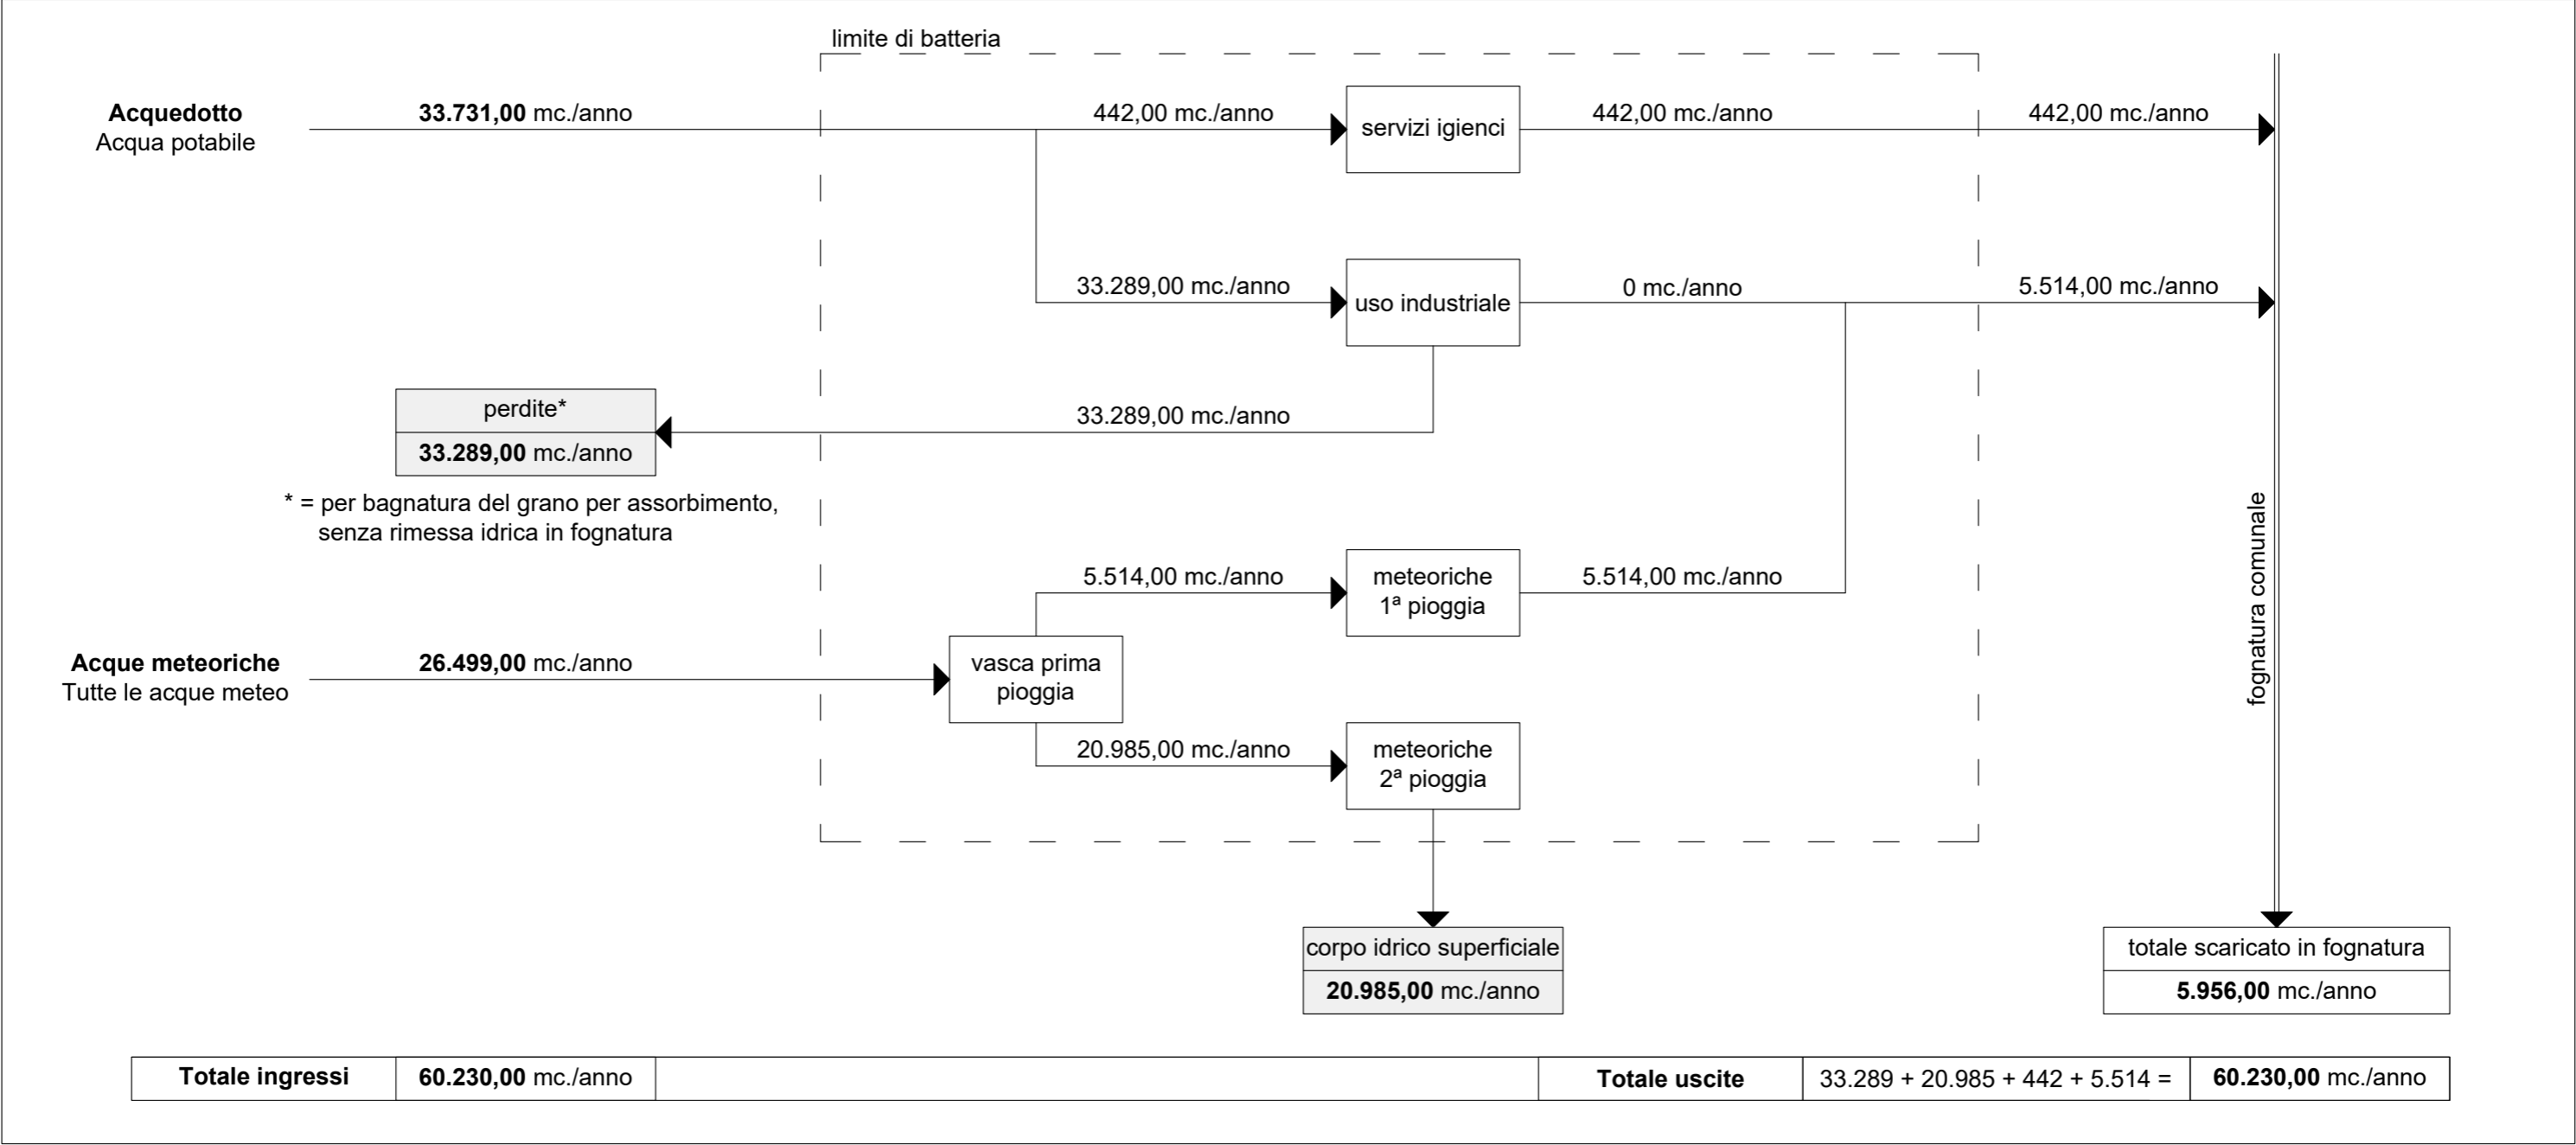 limite di batteria
Acquedotto
Acqua potabile
33.731,00 mc./anno
442,00 mc./anno
servizi igienci
442,00 mc./anno
442,00 mc./anno
33.289,00 mc./anno
uso industriale
0 mc./anno
5.514,00 mc./anno
perdite*
33.289,00 mc./anno
33.289,00 mc./anno
* = per bagnatura del grano per assorbimento,
senza rimessa idrica in fognatura
fognatura comunale
5.514,00 mc./anno
meteoriche
1ª pioggia
5.514,00 mc./anno
Acque meteoriche
Tutte le acque meteo
26.499,00 mc./anno
vasca prima
pioggia
20.985,00 mc./anno
meteoriche
2ª pioggia
corpo idrico superficiale
20.985,00 mc./anno
totale scaricato in fognatura
5.956,00 mc./anno
Totale ingressi
60.230,00 mc./anno
Totale uscite
33.289 + 20.985 + 442 + 5.514 =
60.230,00 mc./anno